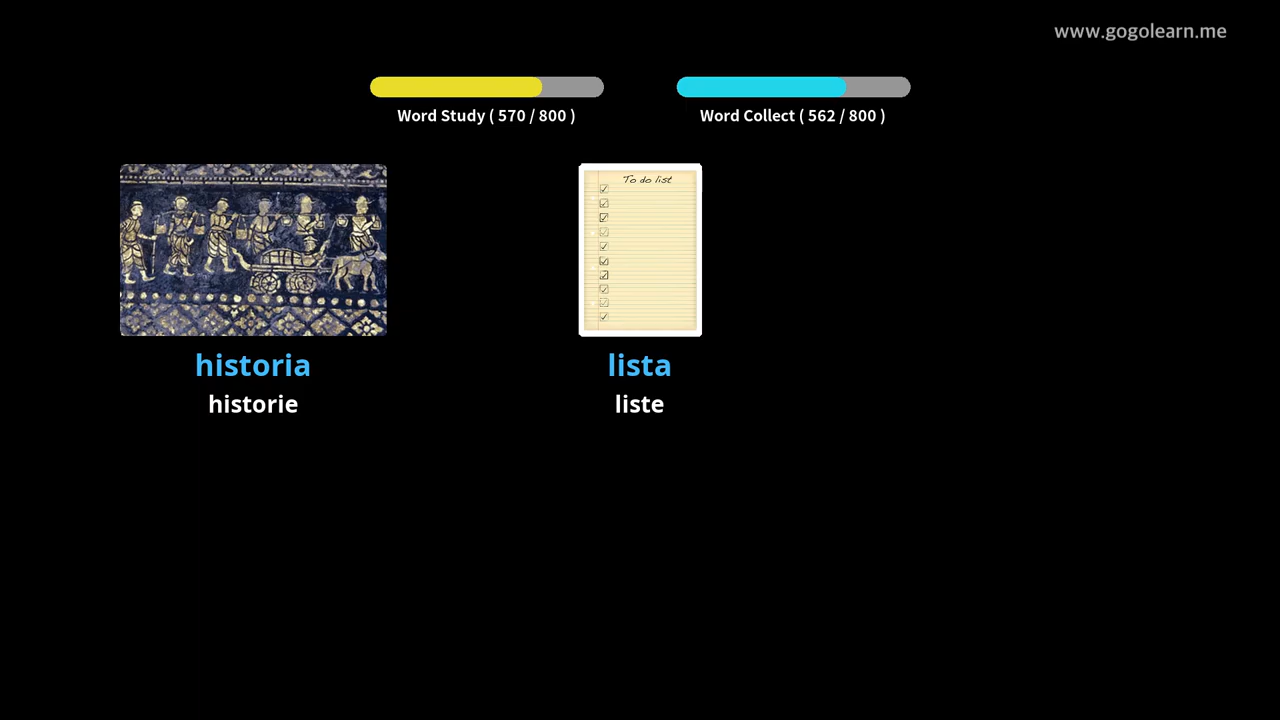 www.gogolearn.me
Word Study ( 570 / 800 )
Word Collect ( 562 / 800 )
To do list
historia
historie
lista
liste